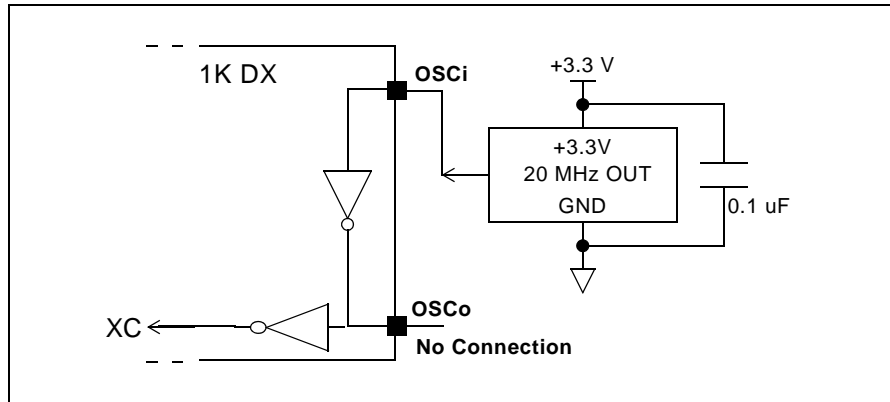 1K DX
OSCi
+3.3 V
+3.3V
20 MHz OUT
GND
0.1 uF
OSCo
XC
No Connection